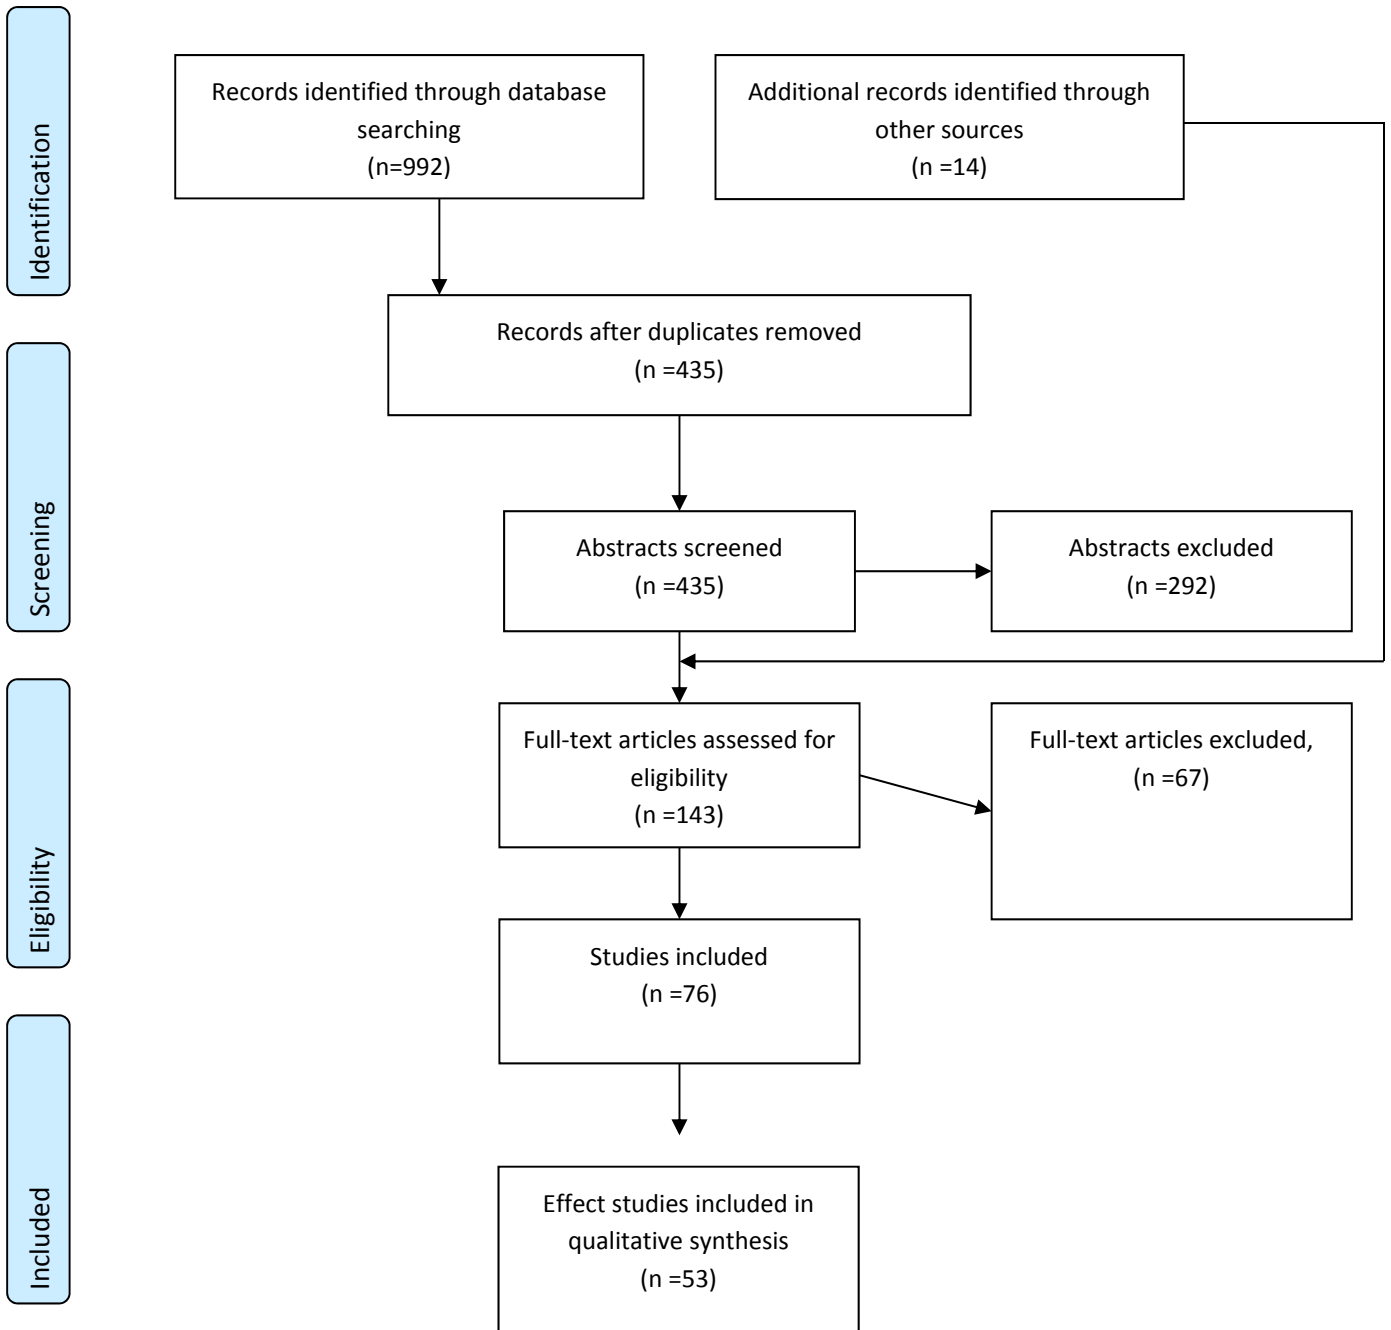 Identification
Records identified through database
searching
(n=992)
Additional records identified through
other sources
(n =14)
Records after duplicates removed
(n =435)
Screening
Abstracts screened
(n =435)
Abstracts excluded
(n =292)
Eligibility
Full-text articles assessed for
eligibility
(n =143)
Full-text articles excluded,
(n =67)
Studies included
(n =76)
Included
Effect studies included in
qualitative synthesis
(n =53)